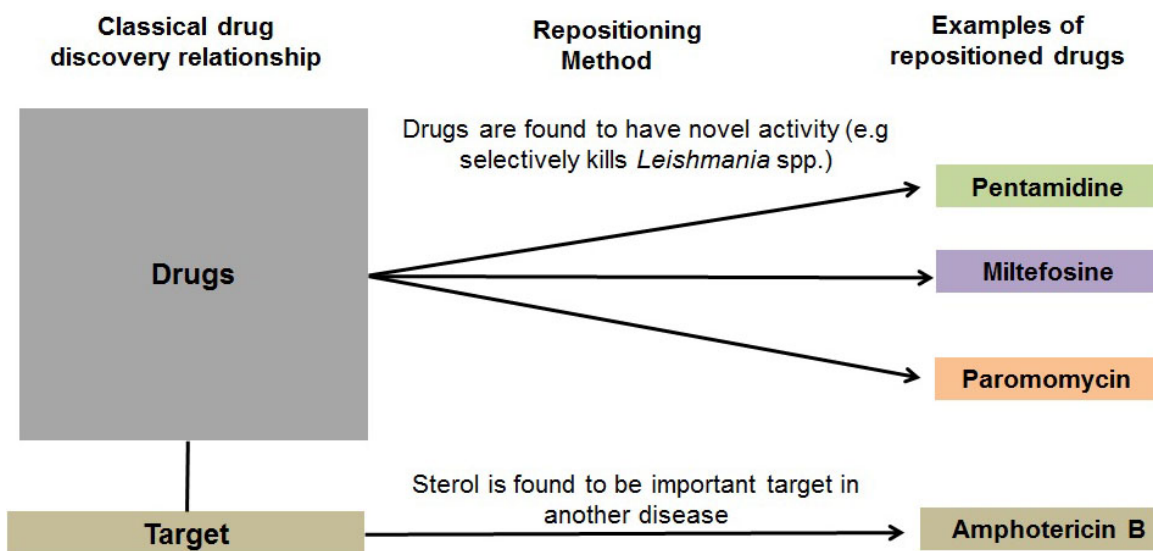 Classical drug
discovery relationship
Repositioning
Method
Examples of
repositioned drugs
Drugs are found to have novel activity (e.g
selectively kills Leishmania spp.)
Drugs
Pentamidine
Miltefosine
Paromomycin
Sterol is found to be important target in
another disease
Target
Amphotericin B